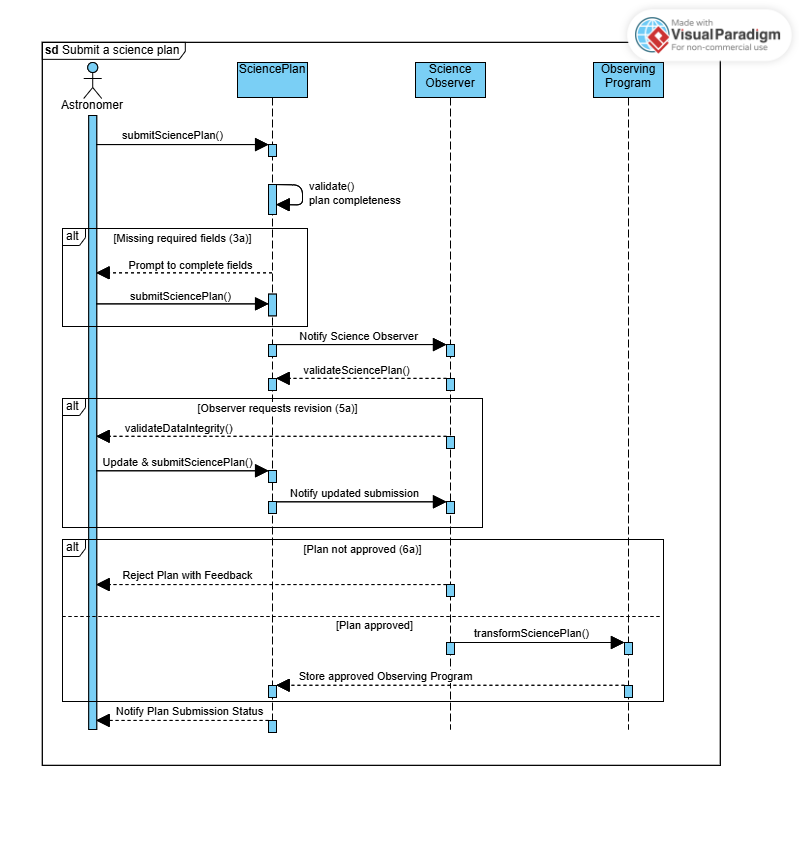 Made with
VisualParadigm
For non-commercial use
sd Submit a science plan
Astronomer
SciencePlan
Science
Observer
Observing
Program
submitSciencePlan()
validate()
plan completeness
alt
[Missing required fields (3a)]
Prompt to complete fields
submitSciencePlan()
Notify Science Observer
validateSciencePlan()
alt
[Observer requests revision (5a)]
validateDataIntegrity()
Update & submitSciencePlan()
Notify updated submission
alt
[Plan not approved (6a)]
Reject Plan with Feedback
[Plan approved]
transformSciencePlan()
Store approved Observing Program
Notify Plan Submission Status